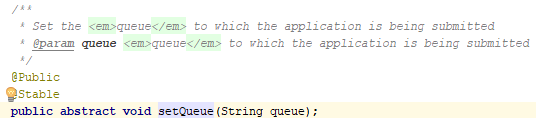 /**
* Set the <em>queue</em> to which the application is being submitted
* @param queue <em>queue</em> to which the application is being submitted
*/
@Public
@Stable
public abstract void setQueue(String queue);